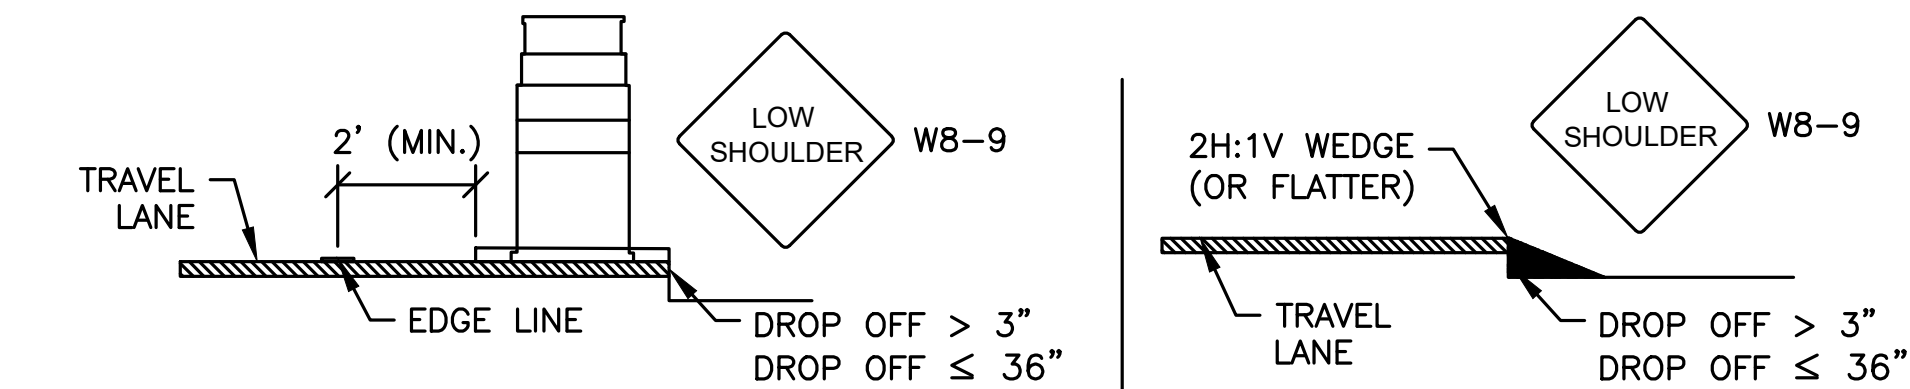 2' (MIN.)
LOW
SHOULDER
W8-9
TRAVEL
LANE
EDGE LINE
DROP OFF > 3"
DROP OFF ≤ 36"
LOW
SHOULDER
W8-9
2H:1V WEDGE
(OR FLATTER)
TRAVEL
LANE
DROP OFF > 3"
DROP OFF ≤ 36"